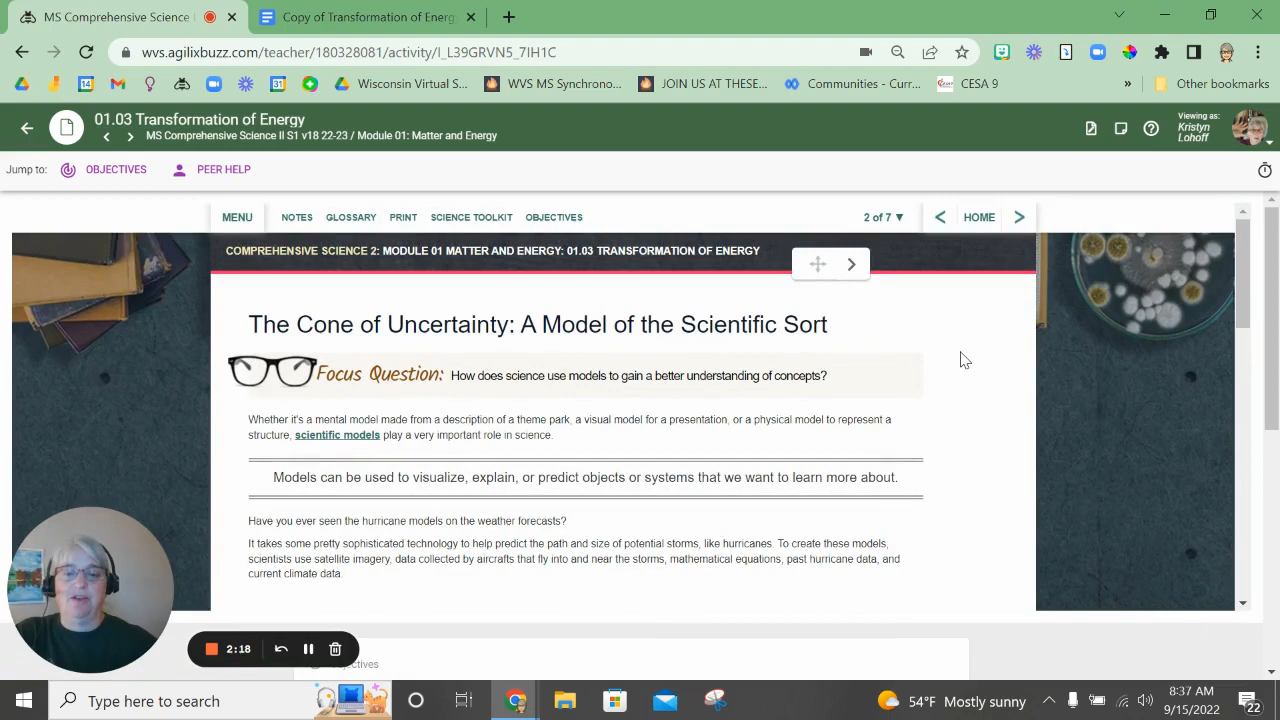 MS Comprehensive Science
Copy of Transformation of Energ
wvs.agilixbuzz.com/teacher/180328081/activity/I_L39GRVN5_7IH1C
Wisconsin Virtual S...
WVS MS Synchrono...
JOIN US AT THESE...
Communities - Curr...
CESA 9
»
Other bookmarks
01.03 Transformation of Energy
MS Comprehensive Science II S1 v18 22-23 / Module 01: Matter and Energy
Viewing as:
Kristyn
Lohoff
Jump to:
OBJECTIVES
PEER HELP
MENU
NOTES
GLOSSARY
PRINT
SCIENCE TOOLKIT
OBJECTIVES
2 of 7 ▼
HOME
COMPREHENSIVE SCIENCE 2: MODULE 01 MATTER AND ENERGY: 01.03 TRANSFORMATION OF ENERGY
The Cone of Uncertainty: A Model of the Scientific Sort
Focus Question: How does science use models to gain a better understanding of concepts?
Whether it's a mental model made from a description of a theme park, a visual model for a presentation, or a physical model to represent a
structure, scientific models play a very important role in science.
Models can be used to visualize, explain, or predict objects or systems that we want to learn more about.
Have you ever seen the hurricane models on the weather forecasts?
It takes some pretty sophisticated technology to help predict the path and size of potential storms, like hurricanes. To create these models,
scientists use satellite imagery, data collected by aircrafts that fly into and near the storms, mathematical equations, past hurricane data, and
current climate data.
2:18
Type here to search
54°F Mostly sunny
8:37 AM
9/15/2022
22